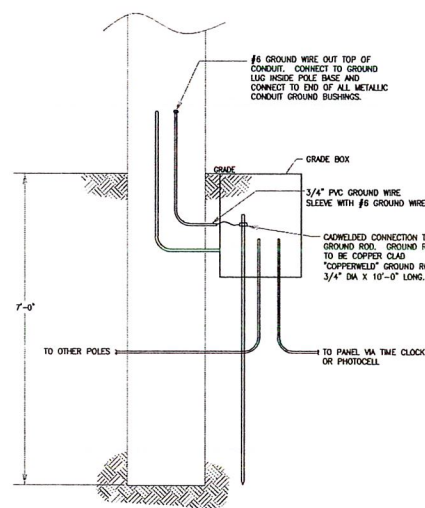 #6 GROUND WIRE OUT TOP OF
CONDUIT. CONNECT TO GROUND
LUG INSIDE POLE BASE AND
CONNECT TO END OF ALL METALLIC
CONDUIT GROUND BUSHINGS.
GRADE
GRADE BOX
3/4" PVC GROUND WIRE
SLEEVE WITH #6 GROUND WIRE
CADWELDED CONNECTION T
GROUND ROD. GROUND R
TO BE COPPER CLAD
"COPPERWELD" GROUND R
3/4" DIA X 10'-0" LONG.
7'-0"
TO OTHER POLES
TO PANEL VIA TIME CLOCK
OR PHOTOCELL